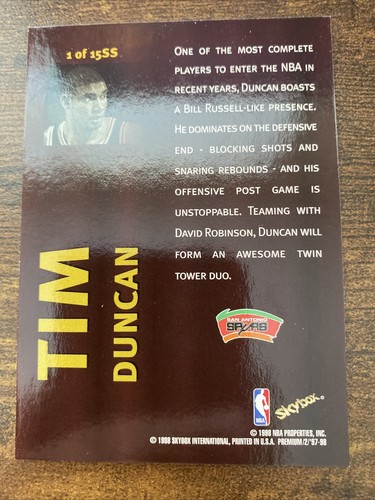 1 of 15SS
One of the most complete
players to enter the NBA in
recent years, Duncan boasts
a Bill Russell-like presence.
He dominates on the defensive
end - blocking shots and
snaring rebounds - and his
offensive post game is
unstoppable. Teaming with
David Robinson, Duncan will
form an awesome twin
tower duo.
TIM
DUNCAN
SAN ANTONIO
SPURS
NBA
SkyBox®
© 1998 NBA PROPERTIES, INC.
© 1998 SKYBOX INTERNATIONAL, PRINTED IN U.S.A. PREMIUM/2/'97-98